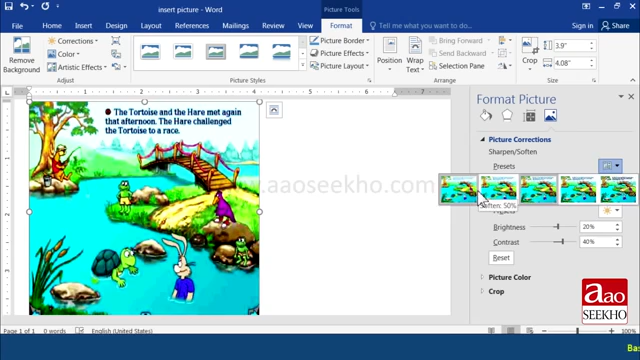 insert picture - Word
Picture Tools
File Home Insert Design Layout References Mailings Review View Format Tell me what you want to do... Sign in Share
Remove Background
Corrections
Color
Artistic Effects
Adjust
Picture Styles
Picture Border
Picture Effects
Picture Layout
Position
Wrap Text
Bring Forward
Send Backward
Selection Pane
Arrange
Crop
3.9"
4.08"
Size
The Tortoise and the Hare met again
that afternoon. The Hare challenged
the Tortoise to a race.
.aaoseekho.com
Format Picture
Picture Corrections
Sharpen/Soften
Presets
Soften: 50%
Brightness 20%
Contrast 40%
Reset
Picture Color
Crop
aao
SEEKHO
Page 1 of 1 0 words English (United States) 100%
Ba